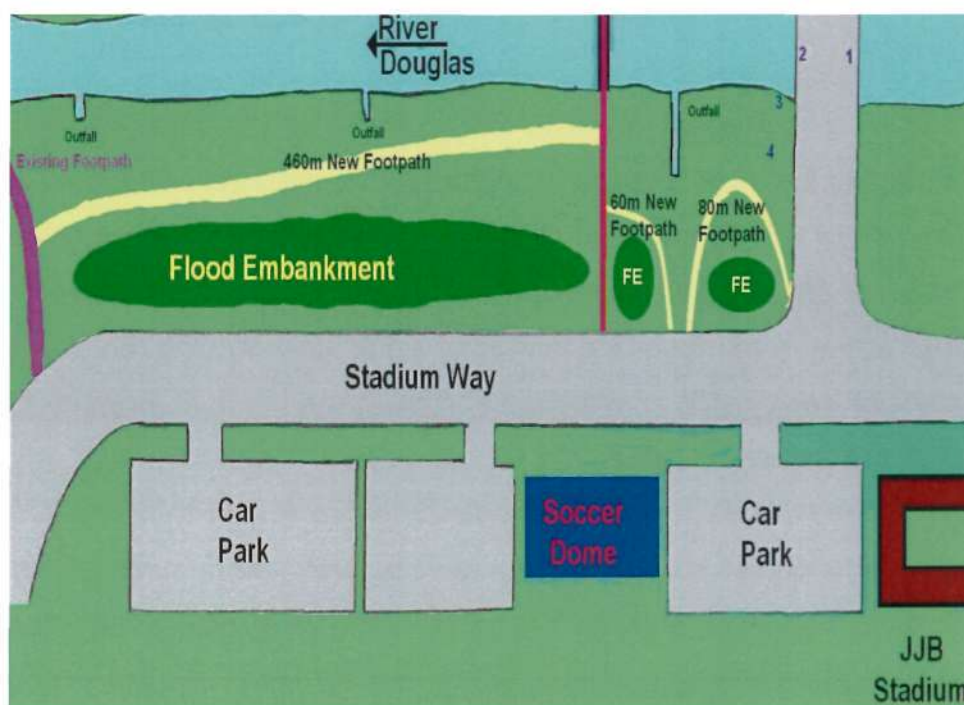 River
Douglas
2
1
3
4
Outfall
Outfall
Outfall
Existing Footpath
460m New Footpath
60m New
Footpath
80m New
Footpath
Flood Embankment
FE
FE
Stadium Way
Car
Park
Soccer
Dome
Car
Park
JJB
Stadium